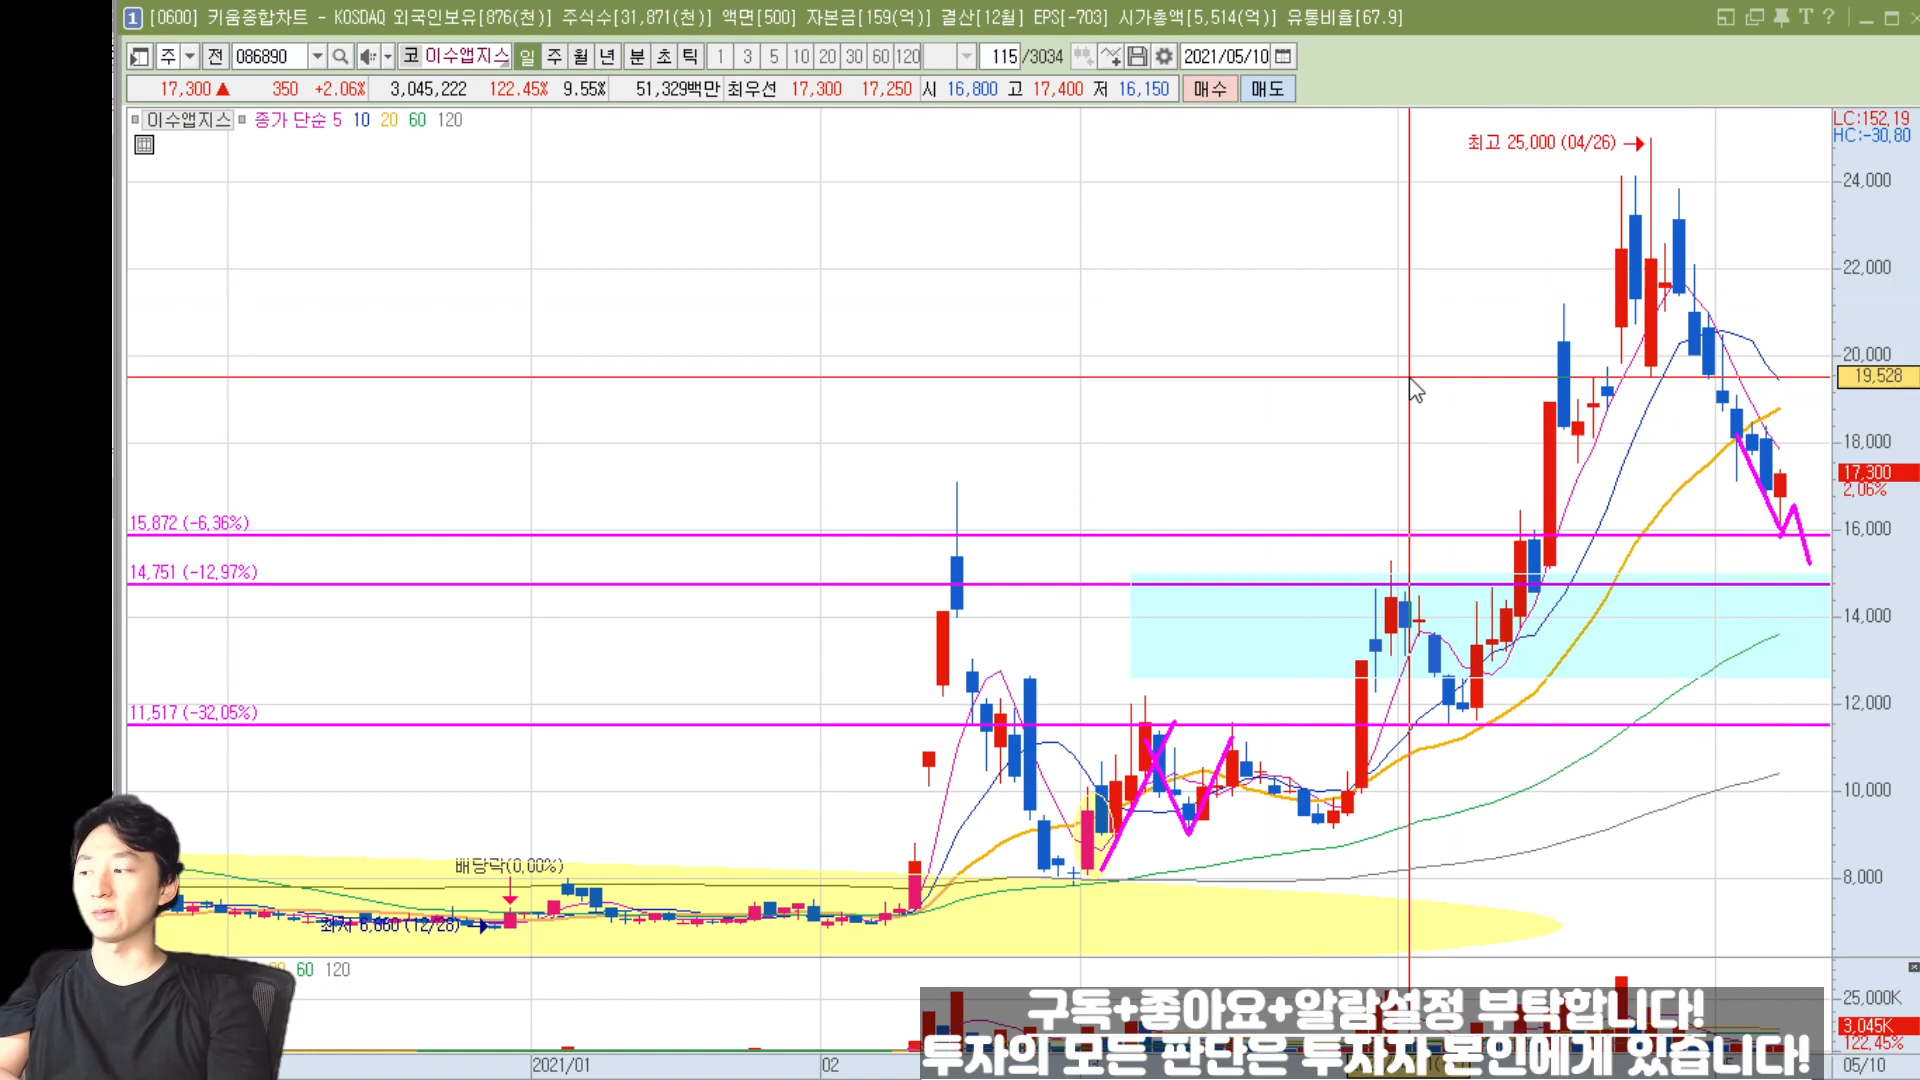 1 [0600] 키움종합차트 - KOSDAQ 외국인보유[876(천)] 주식수[31,871(천)] 액면[500] 자본금[159(억)] 결산[12월] EPS[-703] 시가총액[5,514(억)] 유통비율[67.9]
주 전 086890 코 이수앱지스 일 주 월 년 분 초 틱 1 3 5 10 20 30 60 120 115 /3034 2021/05/10
17,300 ▲ 350 +2.06% 3,045,222 122.45% 9.55% 51,329백만 최우선 17,300 17,250 시 16,800 고 17,400 저 16,150 매수 매도
이수앱지스 종가 단순 5 10 20 60 120
LC:152,19
HC:-30,80
최고 25,000 (04/26)
24,000
22,000
20,000
19,528
18,000
17,300
2,06%
16,000
15,872 (-6,36%)
14,751 (-12,97%)
14,000
12,000
11,517 (-32,05%)
10,000
8,000
배당락(0,00%)
최저 6,860 (12/28)
60 120
25,000K
3,045K
122,45%
구독+좋아요+알람설정 부탁합니다!
투자의 모든 판단은 투자자 본인에게 있습니다!
2021/01 02 05/10